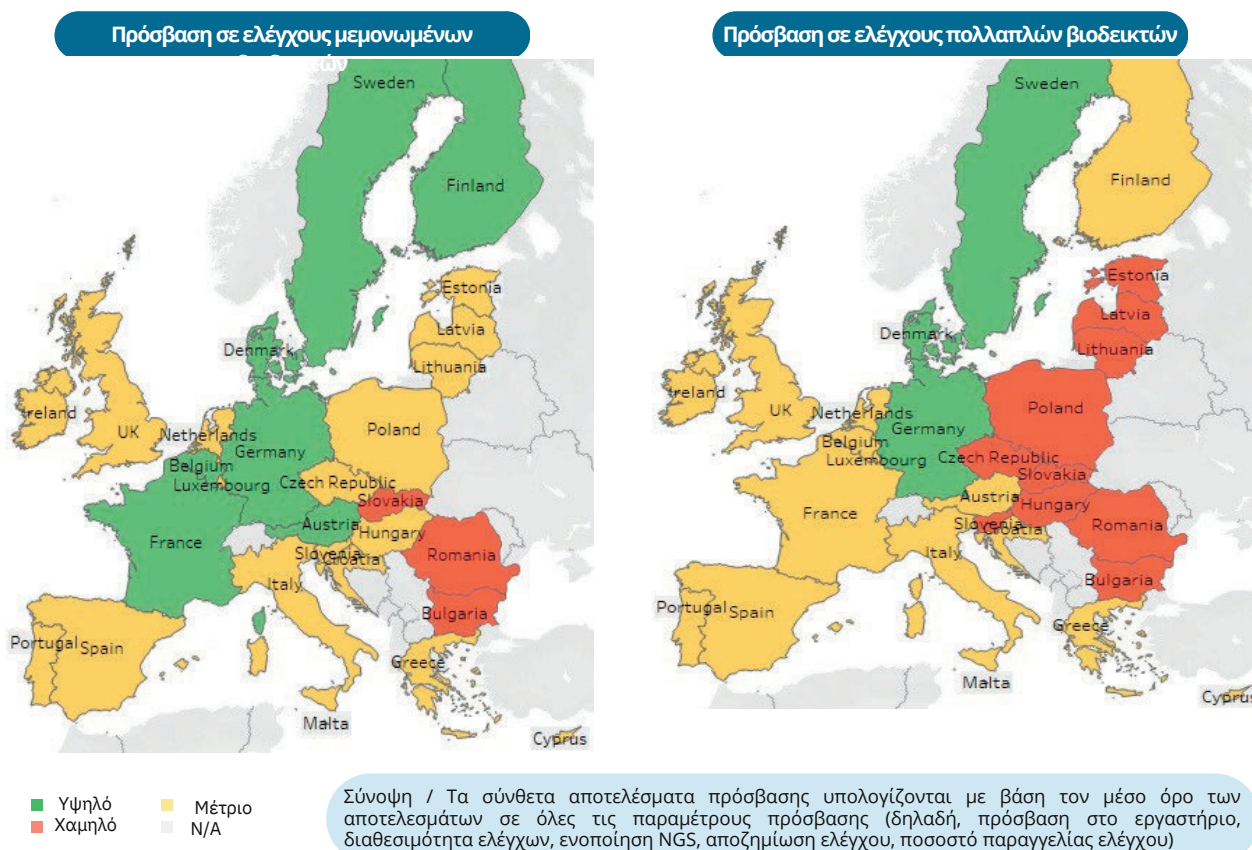 Πρόσβαση σε ελέγχους μεμονωμένων
Πρόσβαση σε ελέγχους πολλαπλών βιοδεικτών
Sweden
Finland
Estonia
Latvia
Denmark
Lithuania
Ireland
UK
Netherlands
Poland
Germany
Belgium
Czech Republic
Luxembourg
Slovakia
Austria
Hungary
France
Slovenia
Croatia
Romania
Italy
Bulgaria
Portugal
Spain
Greece
Malta
Cyprus
Sweden
Finland
Estonia
Latvia
Denmark
Lithuania
Ireland
UK
Netherlands
Poland
Germany
Belgium
Czech Republic
Luxembourg
Slovakia
Austria
Hungary
France
Slovenia
Croatia
Romania
Italy
Bulgaria
Portugal
Spain
Greece
Malta
Cyprus
Υψηλό
Μέτριο
Χαμηλό
N/A
Σύνοψη / Τα σύνθετα αποτελέσματα πρόσβασης υπολογίζονται με βάση τον μέσο όρο των
αποτελεσμάτων σε όλες τις παραμέτρους πρόσβασης (δηλαδή, πρόσβαση στο εργαστήριο,
διαθεσιμότητα ελέγχων, ενοποίηση NGS, αποζημίωση ελέγχου, ποσοστό παραγγελίας ελέγχου)